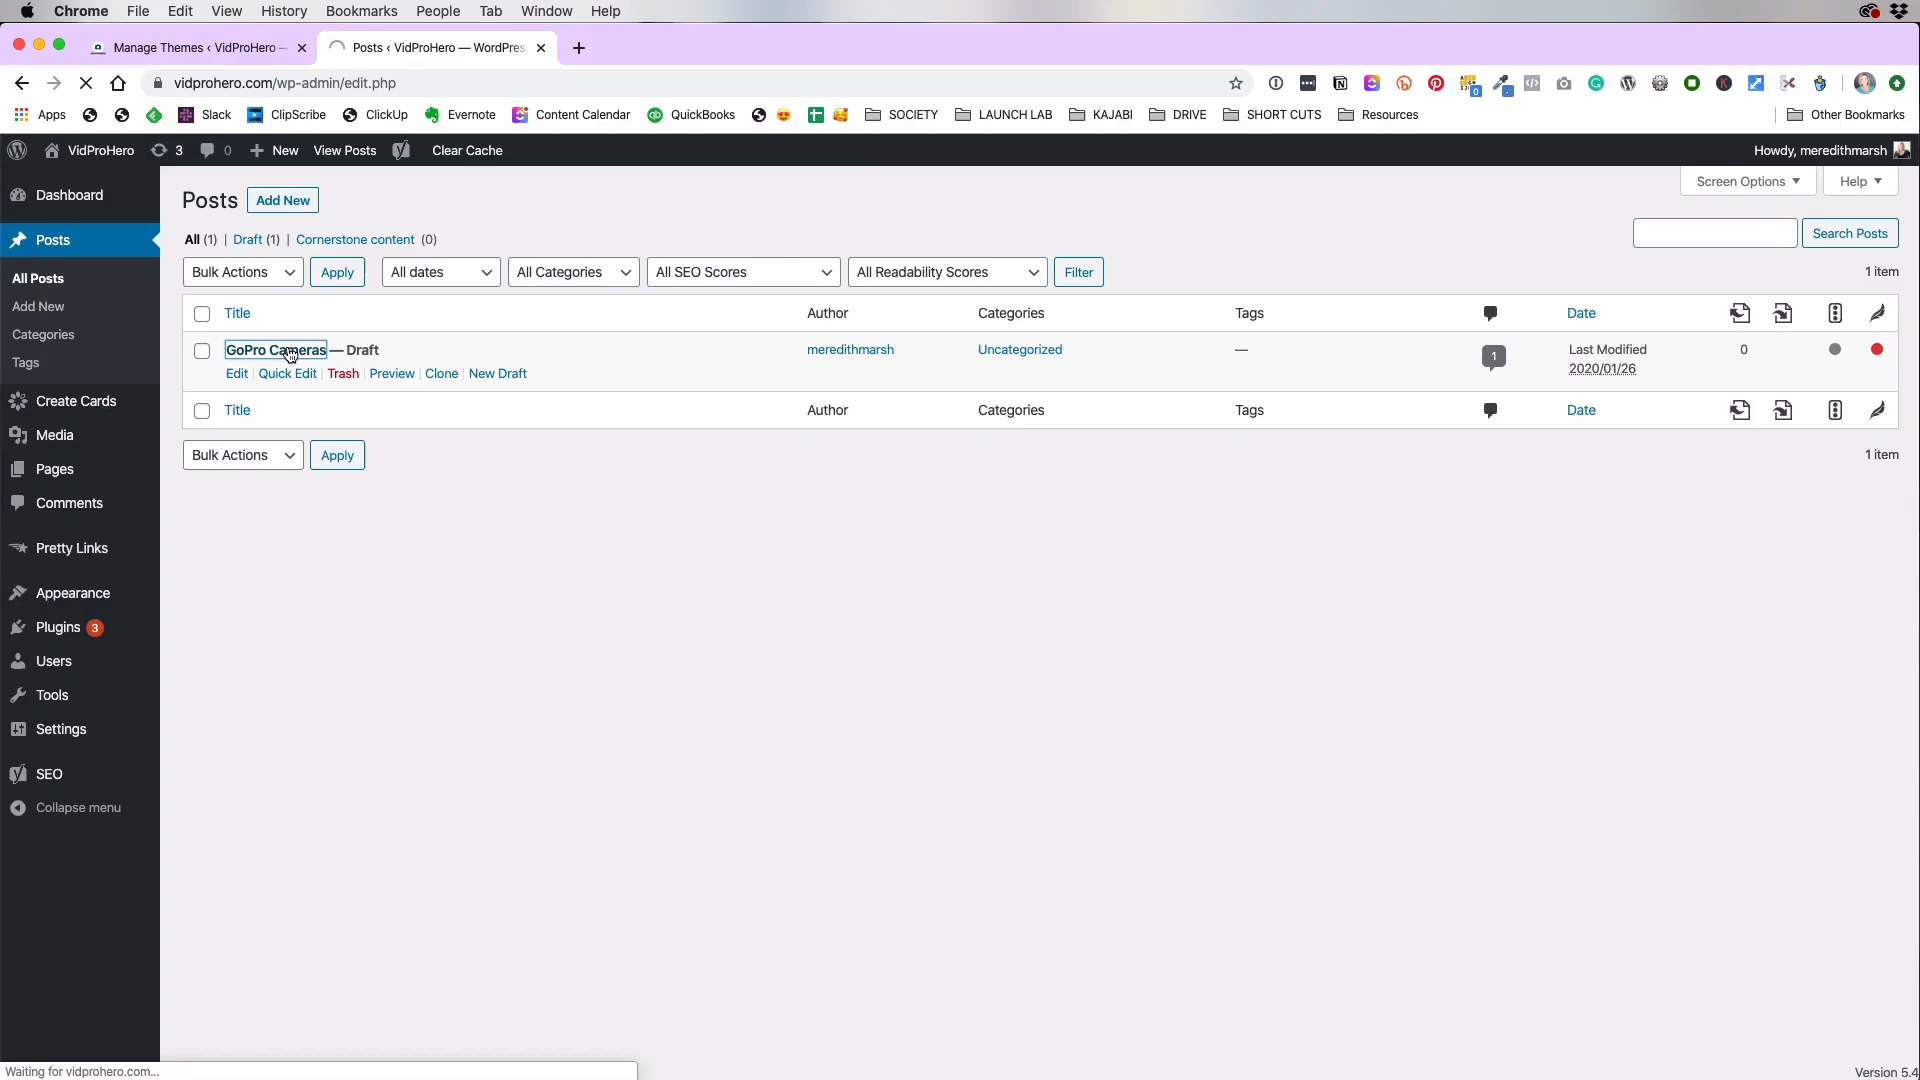 Chrome File Edit View History Bookmarks People Tab Window Help
Manage Themes ‹ VidProHero — Posts ‹ VidProHero — WordPres
vidprohero.com/wp-admin/edit.php
Apps Slack ClipScribe ClickUp Evernote Content Calendar QuickBooks SOCIETY LAUNCH LAB KAJABI DRIVE SHORT CUTS Resources Other Bookmarks
VidProHero 3 0 New View Posts Clear Cache Howdy, meredithmarsh
Screen Options Help
Dashboard
Posts
All Posts
Add New
Categories
Tags
Create Cards
Media
Pages
Comments
Pretty Links
Appearance
Plugins 3
Users
Tools
Settings
SEO
Collapse menu
Posts Add New
All (1) | Draft (1) | Cornerstone content (0)
Search Posts
Bulk Actions Apply All dates All Categories All SEO Scores All Readability Scores Filter 1 item
Title Author Categories Tags Date
GoPro Cameras — Draft meredithmarsh Uncategorized — 1 Last Modified 0
2020/01/26
Edit | Quick Edit | Trash | Preview | Clone | New Draft
Title Author Categories Tags Date
Bulk Actions Apply 1 item
Waiting for vidprohero.com...
Version 5.4